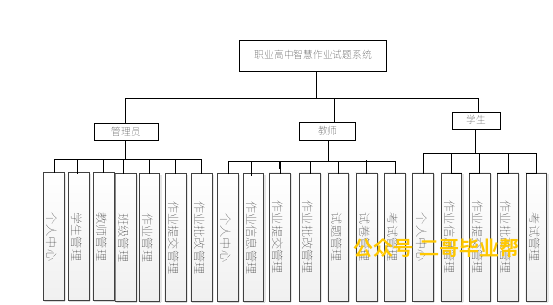 职业高中智慧作业试题系统
管理员
教师
学生
个人中心
学生管理
教师管理
班级管理
作业管理
作业提交管理
作业批改管理
个人中心
作业信息管理
作业提交管理
作业批改管理
试题管理
试卷管理
考试管理
个人中心
作业信息管理
作业提交管理
作业批改管理
考试管理
公众号 二哥毕业帮